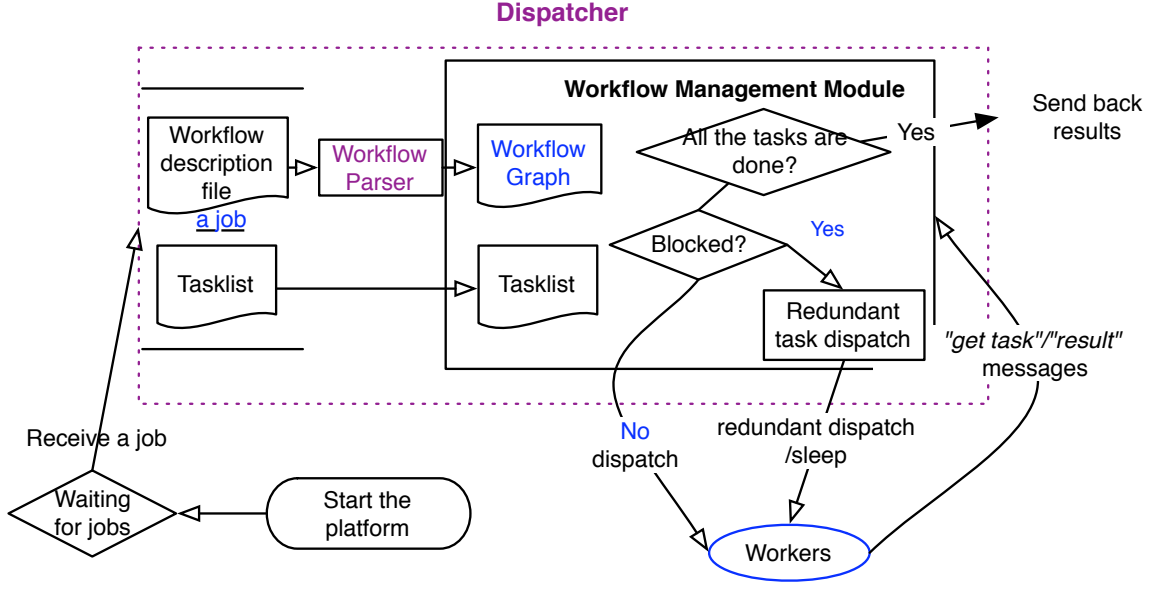 Dispatcher
Workflow Management Module
Send back
results
Yes
All the tasks are
done?
Workflow
description
file
a job
Workflow
Parser
Workflow
Graph
Blocked?
Yes
Tasklist
Tasklist
Redundant
task dispatch
"get task"/"result"
messages
Receive a job
No
dispatch
redundant dispatch
/sleep
Waiting
for jobs
Start the
platform
Workers